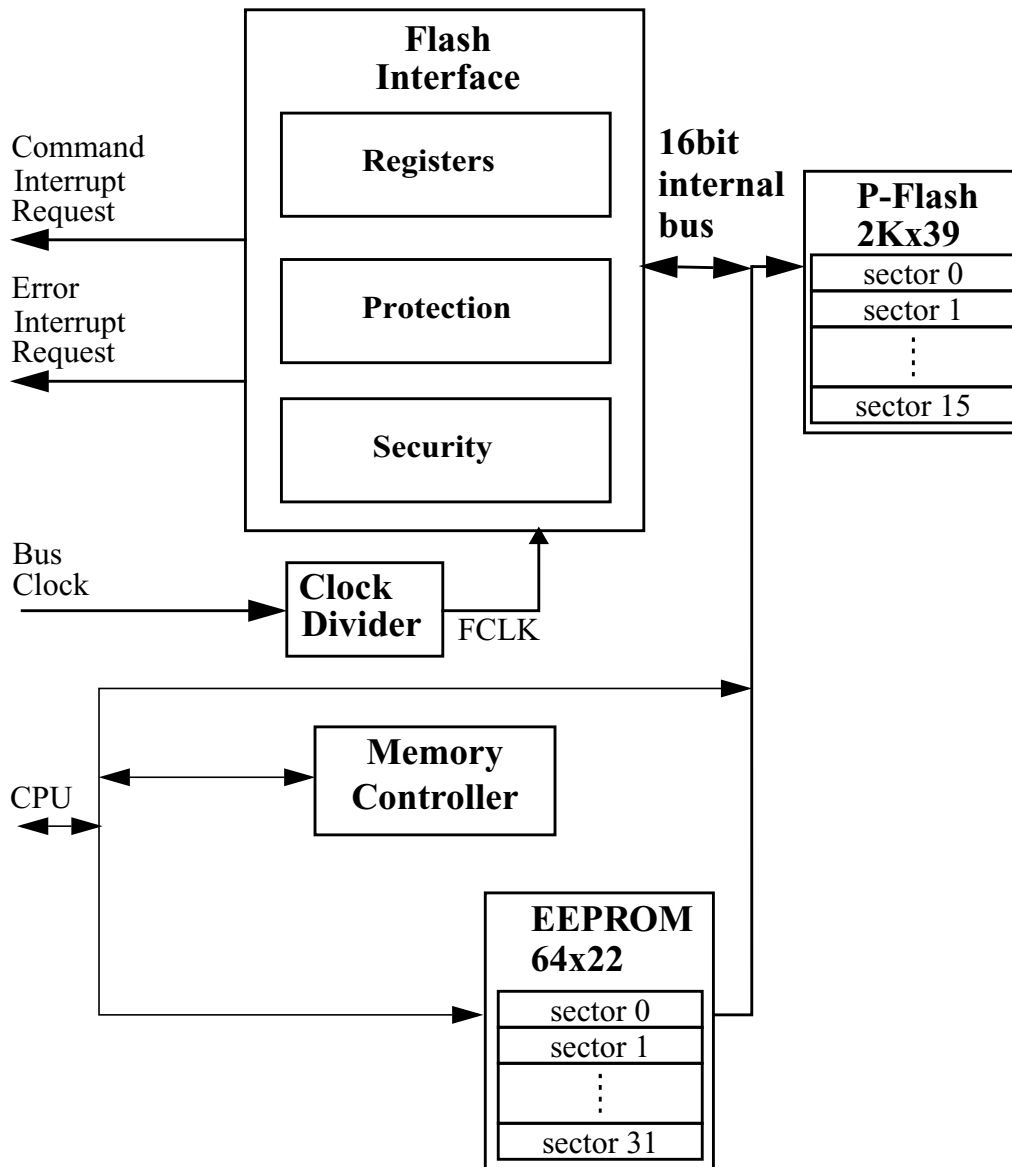 Flash
Interface
Registers
Protection
Security
Command
Interrupt
Request
Error
Interrupt
Request
16bit
internal
bus
P-Flash
2Kx39
sector 0
sector 1
sector 15
Bus
Clock
Clock
Divider
FCLK
Memory
Controller
CPU
EEPROM
64x22
sector 0
sector 1
sector 31